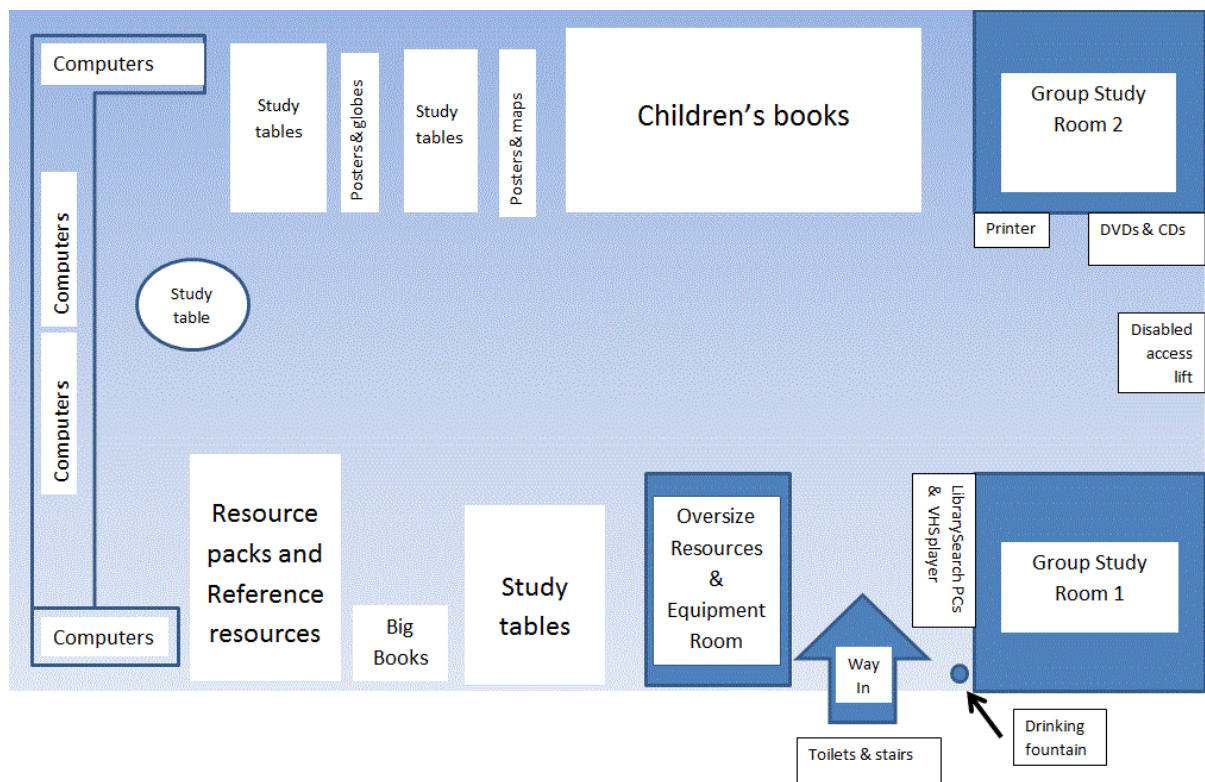 Computers
Study
tables
Posters & globes
Study
tables
Posters & maps
Children's books
Group Study
Room 2
Printer
DVDs & CDs
Computers
Study
table
Disabled
access
lift
Computers
Resource
packs and
Reference
resources
Big
Books
Study
tables
Oversize
Resources
&
Equipment
Room
LibrarySearch PCs
& VHS player
Group Study
Room 1
Computers
Way
In
Toilets & stairs
Drinking
fountain